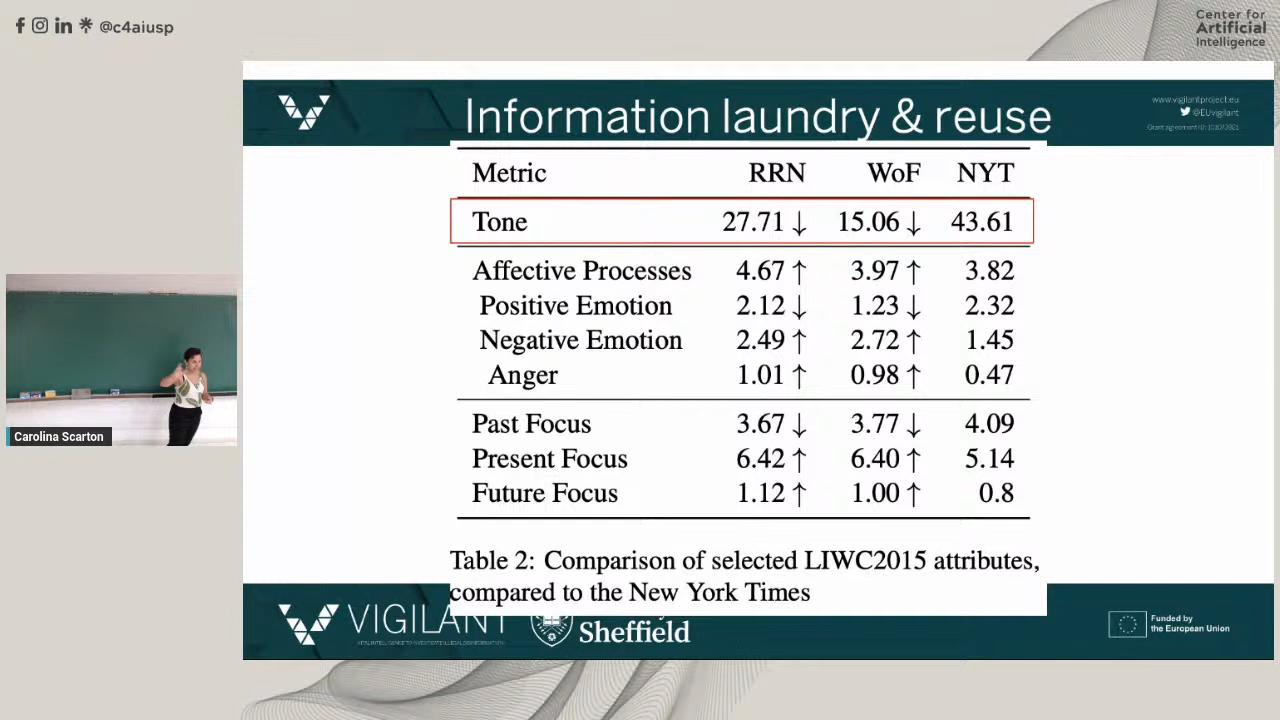 @c4aiusp
Center for
Artificial
Intelligence
Information laundry & reuse
www.vigilantproject.eu
@EUvigilant
Metric RRN WoF NYT
Tone 27.71 ↓ 15.06 ↓ 43.61
Affective Processes 4.67 ↑ 3.97 ↑ 3.82
Positive Emotion 2.12 ↓ 1.23 ↓ 2.32
Negative Emotion 2.49 ↑ 2.72 ↑ 1.45
Anger 1.01 ↑ 0.98 ↑ 0.47
Past Focus 3.67 ↓ 3.77 ↓ 4.09
Present Focus 6.42 ↑ 6.40 ↑ 5.14
Future Focus 1.12 ↑ 1.00 ↑ 0.8
Table 2: Comparison of selected LIWC2015 attributes,
compared to the New York Times
Carolina Scarton
VIGILANT
Sheffield
Funded by
the European Union